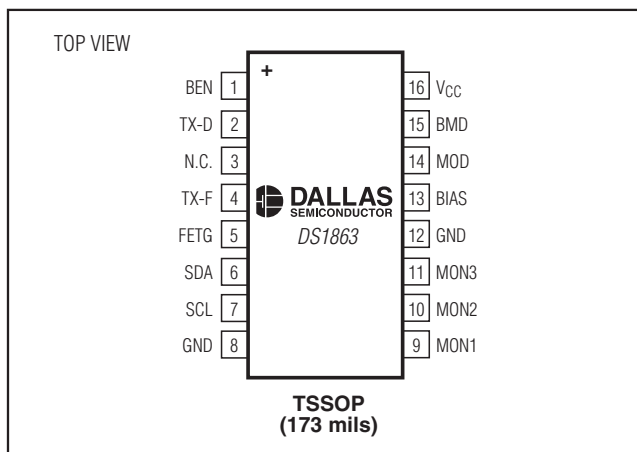 TOP VIEW
+
BEN 1
TX-D 2
N.C. 3
TX-F 4
FETG 5
SDA 6
SCL 7
GND 8
DALLAS
SEMICONDUCTOR
DS1863
16 VCC
15 BMD
14 MOD
13 BIAS
12 GND
11 MON3
10 MON2
9 MON1
TSSOP
(173 mils)